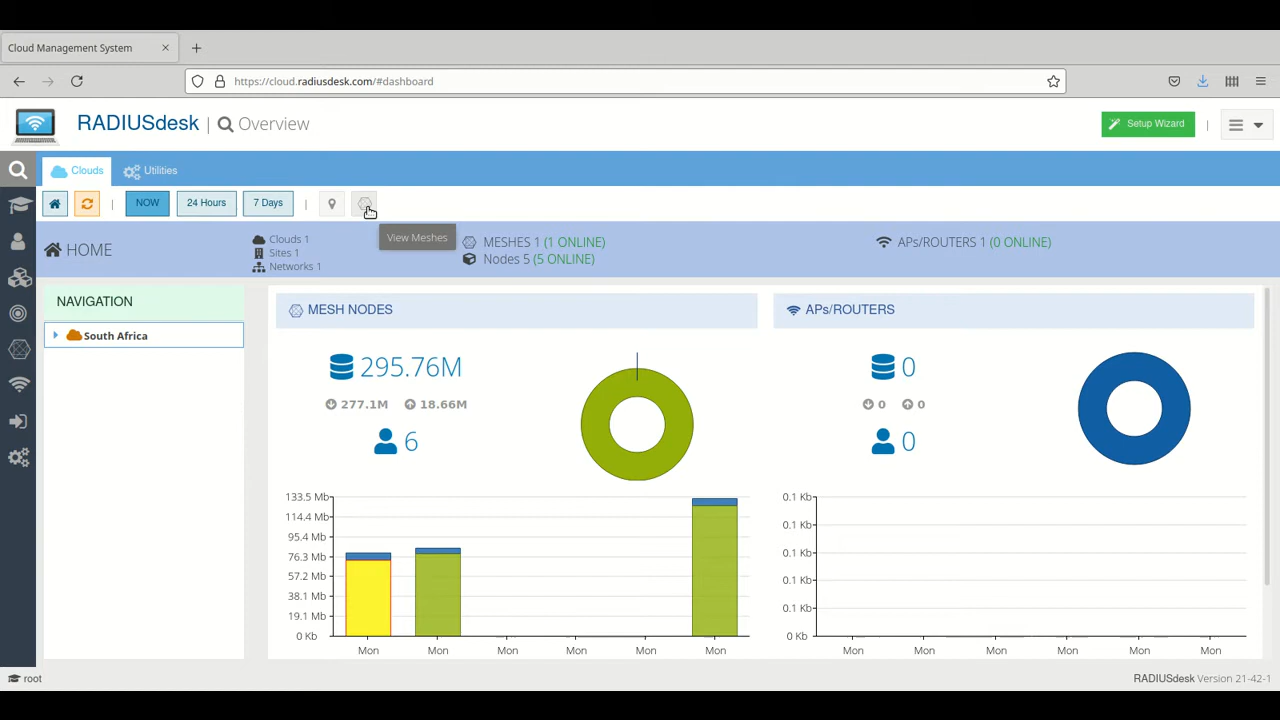 Cloud Management System
https://cloud.radiusdesk.com/#dashboard
RADIUSdesk | Overview
Setup Wizard
Clouds
Utilities
NOW
24 Hours
7 Days
View Meshes
HOME
Clouds 1
Sites 1
Networks 1
MESHES 1 (1 ONLINE)
Nodes 5 (5 ONLINE)
APs/ROUTERS 1 (0 ONLINE)
NAVIGATION
South Africa
MESH NODES
295.76M
277.1M 18.66M
6
133.5 Mb
114.4 Mb
95.4 Mb
76.3 Mb
57.2 Mb
38.1 Mb
19.1 Mb
0 Kb
Mon Mon Mon Mon Mon Mon
APs/ROUTERS
0
0 0
0
0.1 Kb
0.1 Kb
0.1 Kb
0.1 Kb
0.1 Kb
0 Kb
Mon Mon Mon Mon Mon Mon
root
RADIUSdesk Version 21-42-1